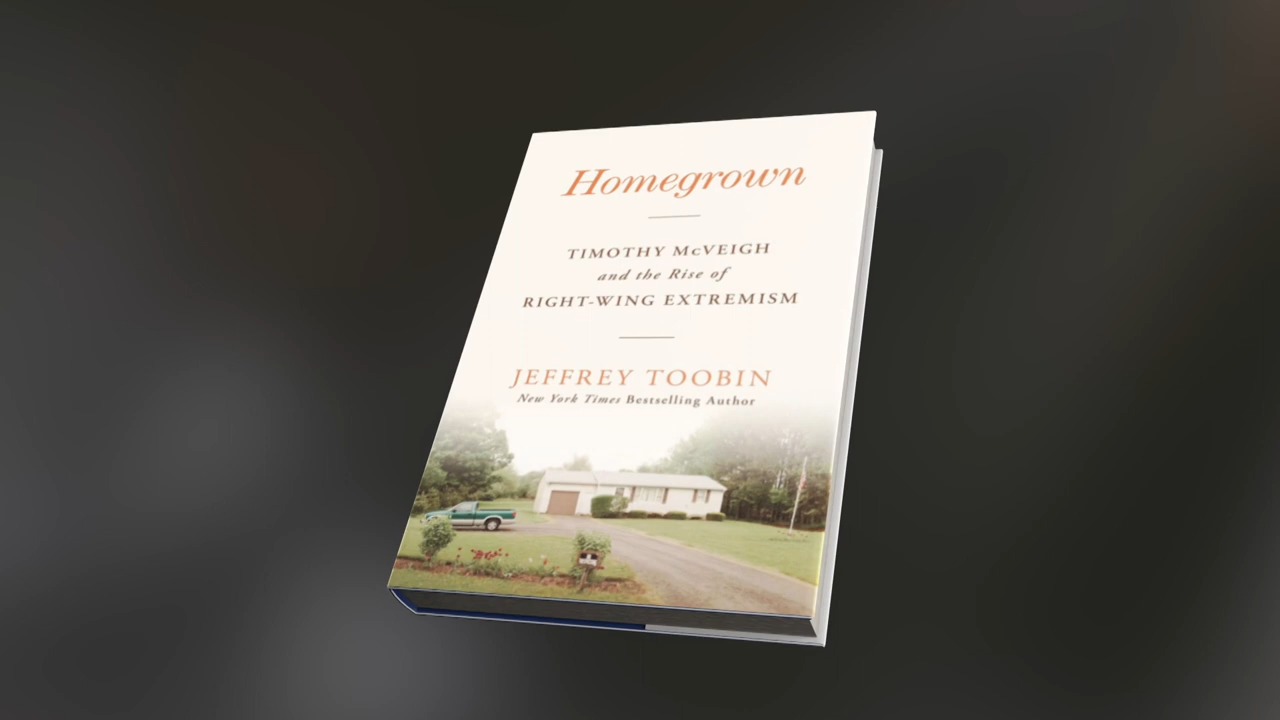 Homegrown
TIMOTHY McVEIGH
and the Rise of
RIGHT-WING EXTREMISM
JEFFREY TOOBIN
New York Times Bestselling Author